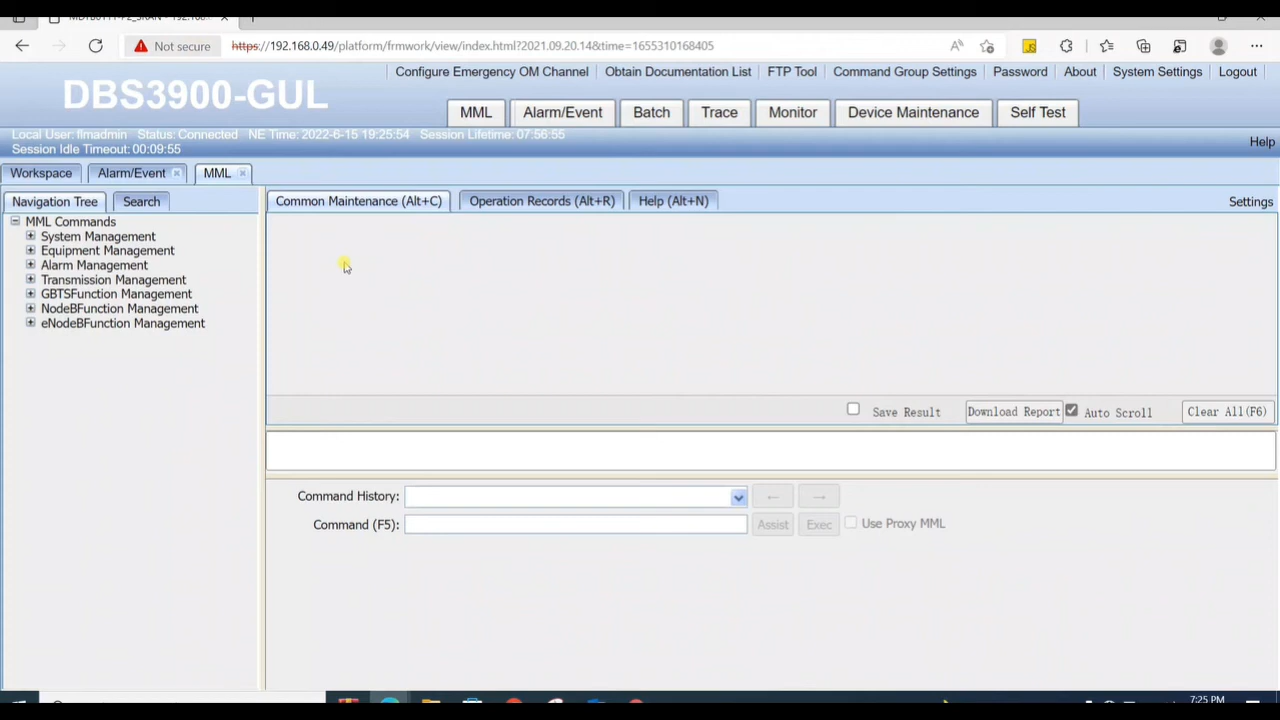 Not secure https://192.168.0.49/platform/frmwork/view/index.html?2021.09.20.14&time=1655310168405
Configure Emergency OM Channel Obtain Documentation List FTP Tool Command Group Settings Password About System Settings Logout
DBS3900-GUL
MML Alarm/Event Batch Trace Monitor Device Maintenance Self Test
Local User: flmadmin Status: Connected NE Time: 2022-6-15 19:25:54 Session Lifetime: 07:56:55
Session Idle Timeout: 00:09:55
Help
Workspace Alarm/Event MML
Navigation Tree Search
Common Maintenance (Alt+C) Operation Records (Alt+R) Help (Alt+N) Settings
MML Commands
System Management
Equipment Management
Alarm Management
Transmission Management
GBTSFunction Management
NodeBFunction Management
eNodeBFunction Management
Save Result Download Report Auto Scroll Clear All(F6)
Command History: ← →
Command (F5): Assist Exec Use Proxy MML
7:25 PM